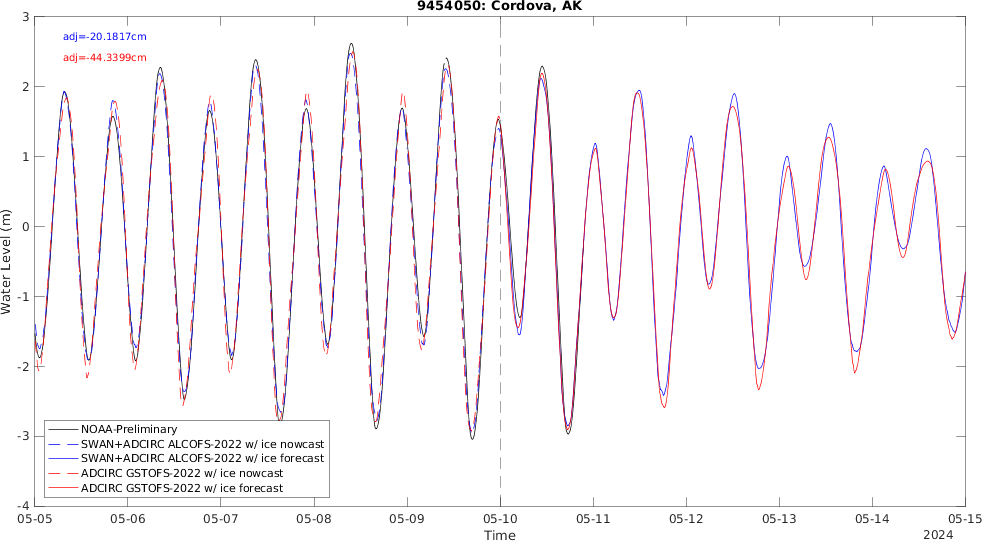 9454050: Cordova, AK
adj=-20.1817cm
adj=-44.3399cm
3
2
1
0
-1
-2
-3
-4
Water Level (m)
NOAA-Preliminary
SWAN+ADCIRC ALCOFS-2022 w/ ice nowcast
SWAN+ADCIRC ALCOFS-2022 w/ ice forecast
ADCIRC GSTOFS-2022 w/ ice nowcast
ADCIRC GSTOFS-2022 w/ ice forecast
05-05 05-06 05-07 05-08 05-09 05-10 05-11 05-12 05-13 05-14 05-15
Time
2024